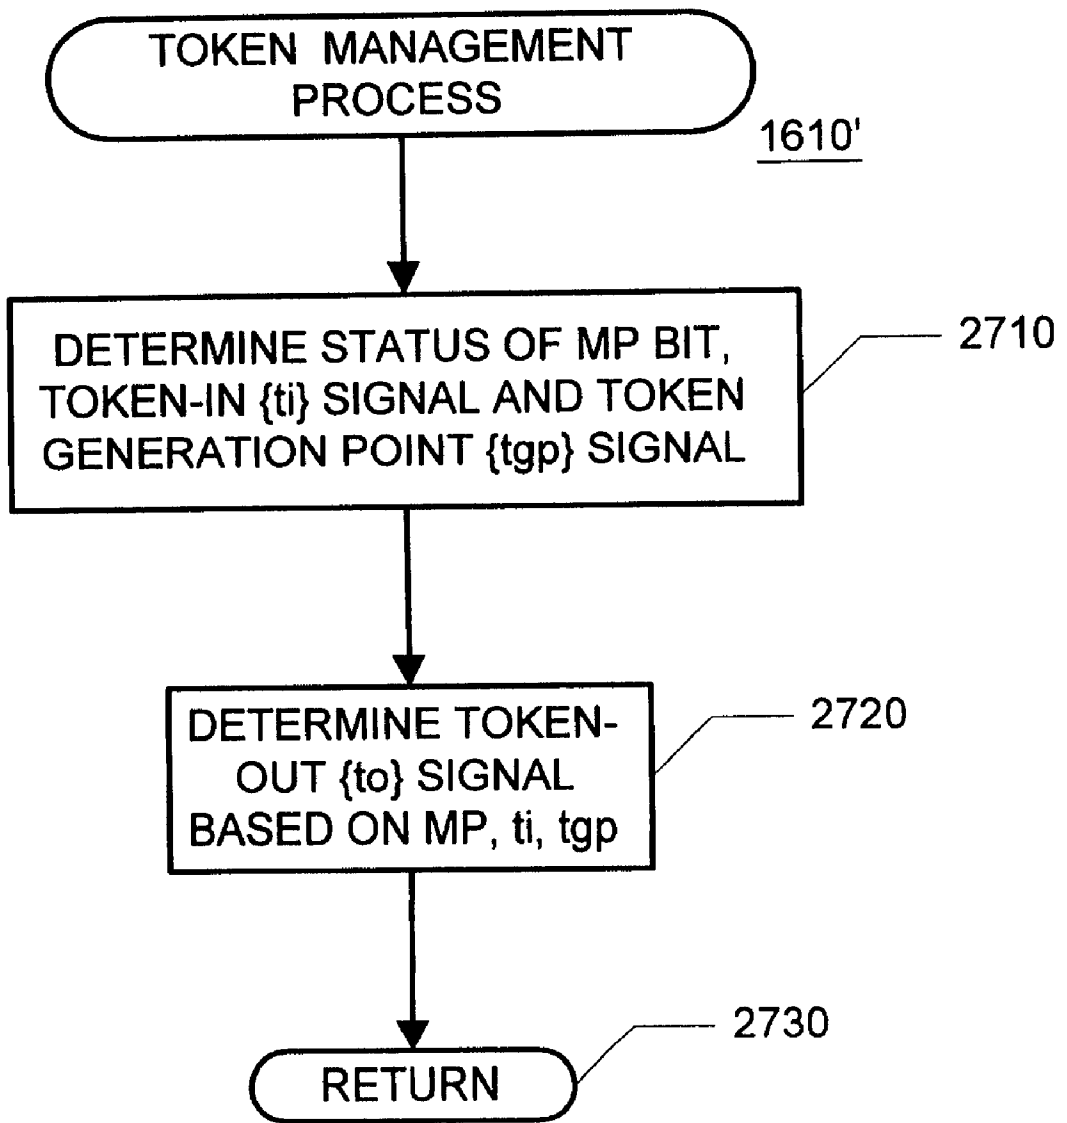 TOKEN MANAGEMENT
PROCESS
1610'
DETERMINE STATUS OF MP BIT,
TOKEN-IN {ti} SIGNAL AND TOKEN
GENERATION POINT {tgp} SIGNAL
2710
DETERMINE TOKEN-
OUT {to} SIGNAL
BASED ON MP, ti, tgp
2720
RETURN
2730